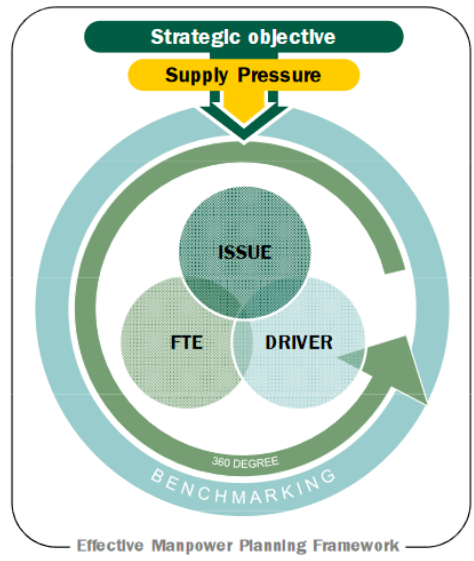 Strategic objective
Supply Pressure
ISSUE
FTE
DRIVER
360 DEGREE
BENCHMARKING
Effective Manpower Planning Framework